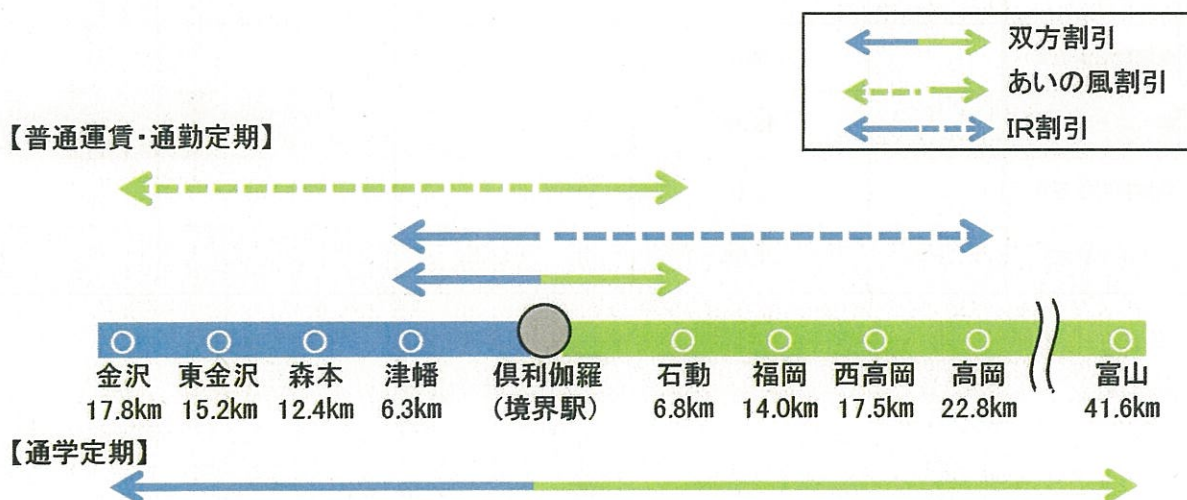 双方割引
あいの風割引
IR割引
【普通運賃・通勤定期】
金沢 東金沢 森本 津幡 倶利伽羅 石動 福岡 西高岡 高岡 富山
17.8km 15.2km 12.4km 6.3km (境界駅) 6.8km 14.0km 17.5km 22.8km 41.6km
【通学定期】